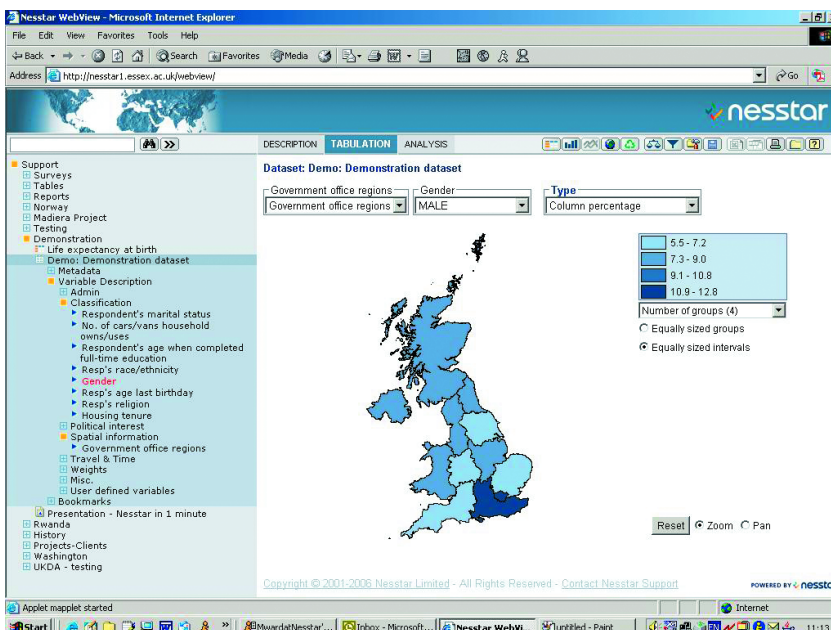 Nesstar WebView - Microsoft Internet Explorer
File Edit View Favorites Tools Help
Back Search Favorites Media
Address http://nesstar1.essex.ac.uk/webview/ Go
nesstar
DESCRIPTION TABULATION ANALYSIS
Support
Surveys
Tables
Reports
Norway
Madiera Project
Testing
Demonstration
Life expectancy at birth
Demo: Demonstration dataset
Metadata
Variable Description
Admin
Classification
Respondent's marital status
No. of cars/vans household
owns/uses
Respondent's age when completed
full-time education
Resp's race/ethnicity
Gender
Resp's age last birthday
Resp's religion
Housing tenure
Political interest
Spatial information
Government office regions
Travel & Time
Weights
Misc.
User defined variables
Bookmarks
Presentation - Nesstar in 1 minute
Rwanda
History
Projects-Clients
Washington
UKDA - testing
Dataset: Demo: Demonstration dataset
Government office regions Gender Type
Government office regions MALE Column percentage
5.5 - 7.2
7.3 - 9.0
9.1 - 10.8
10.9 - 12.8
Number of groups (4)
Equally sized groups
Equally sized intervals
Reset Zoom Pan
Copyright © 2001-2006 Nesstar Limited - All Rights Reserved - Contact Nesstar Support
POWERED BY nessta
Applet mapplet started Internet
Start MwardatNesstar'... Inbox - Microsoft... Nesstar WebVi... untitled - Paint EN 11:13